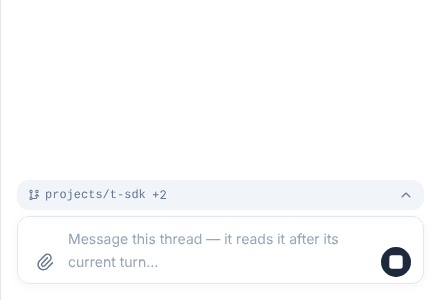 projects/t-sdk +2
Message this thread — it reads it after its
current turn...